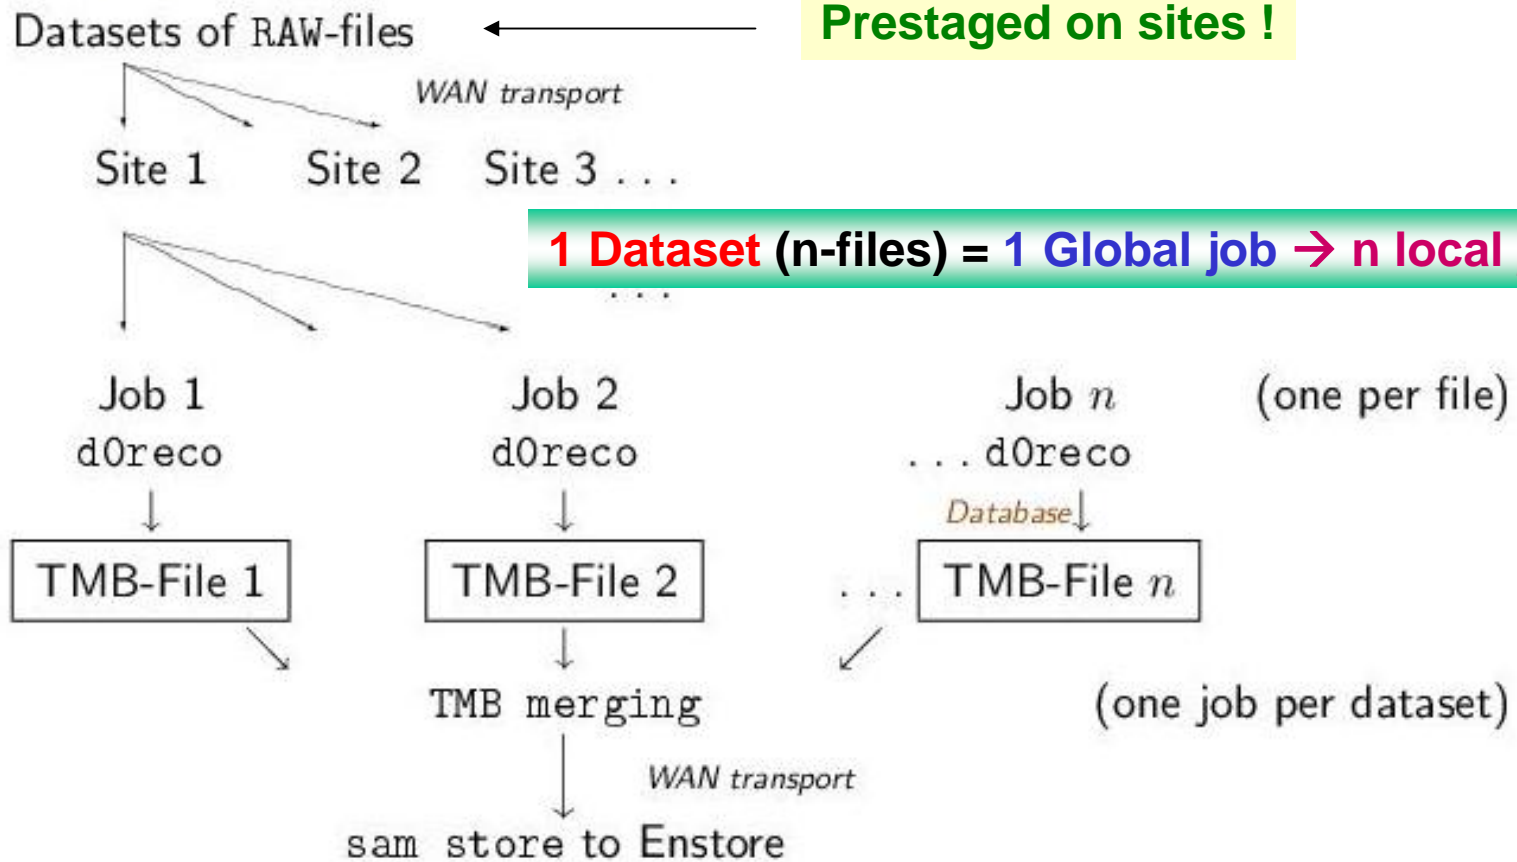 Datasets of RAW-files
Prestaged on sites !
WAN transport
Site 1 Site 2 Site 3 . . .
1 Dataset (n-files) = 1 Global job → n local
. . .
Job 1 Job 2 Job n (one per file)
d0reco d0reco . . . d0reco
Database
TMB-File 1 TMB-File 2 . . . TMB-File n
TMB merging (one job per dataset)
WAN transport
sam store to Enstore